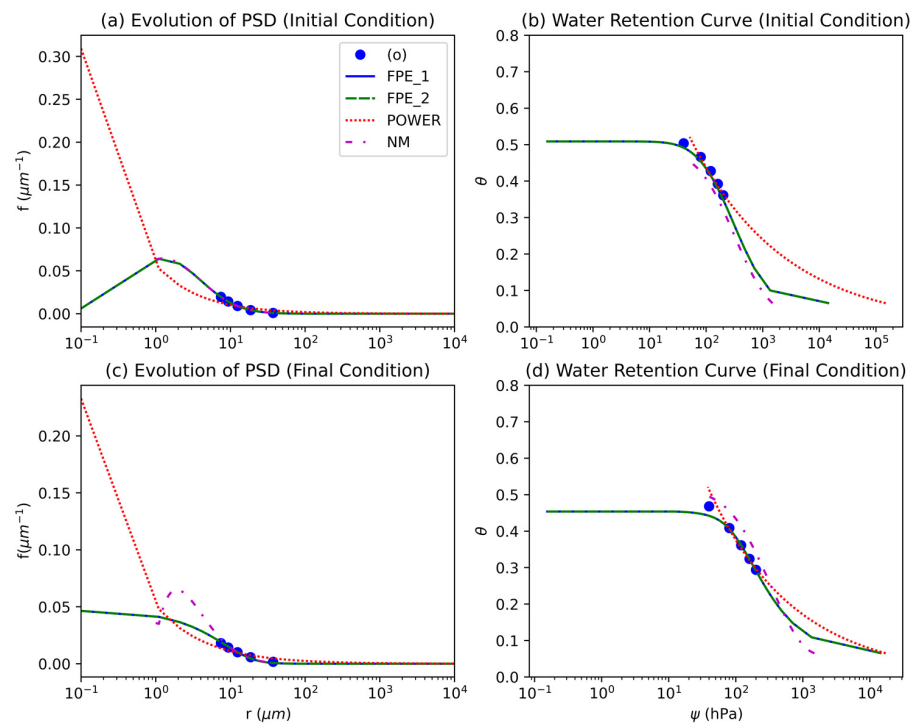 (a) Evolution of PSD (Initial Condition)
f (μm⁻¹)
0.30
0.25
0.20
0.15
0.10
0.05
0.00
10⁻¹ 10⁰ 10¹ 10² 10³ 10⁴
(o)
FPE_1
FPE_2
POWER
NM
(b) Water Retention Curve (Initial Condition)
θ
0.8
0.7
0.6
0.5
0.4
0.3
0.2
0.1
0.0
10⁻¹ 10⁰ 10¹ 10² 10³ 10⁴ 10⁵
(c) Evolution of PSD (Final Condition)
f(μm⁻¹)
0.20
0.15
0.10
0.05
0.00
10⁻¹ 10⁰ 10¹ 10² 10³ 10⁴
r (μm)
(d) Water Retention Curve (Final Condition)
θ
0.8
0.7
0.6
0.5
0.4
0.3
0.2
0.1
0.0
10⁻¹ 10⁰ 10¹ 10² 10³ 10⁴
ψ (hPa)